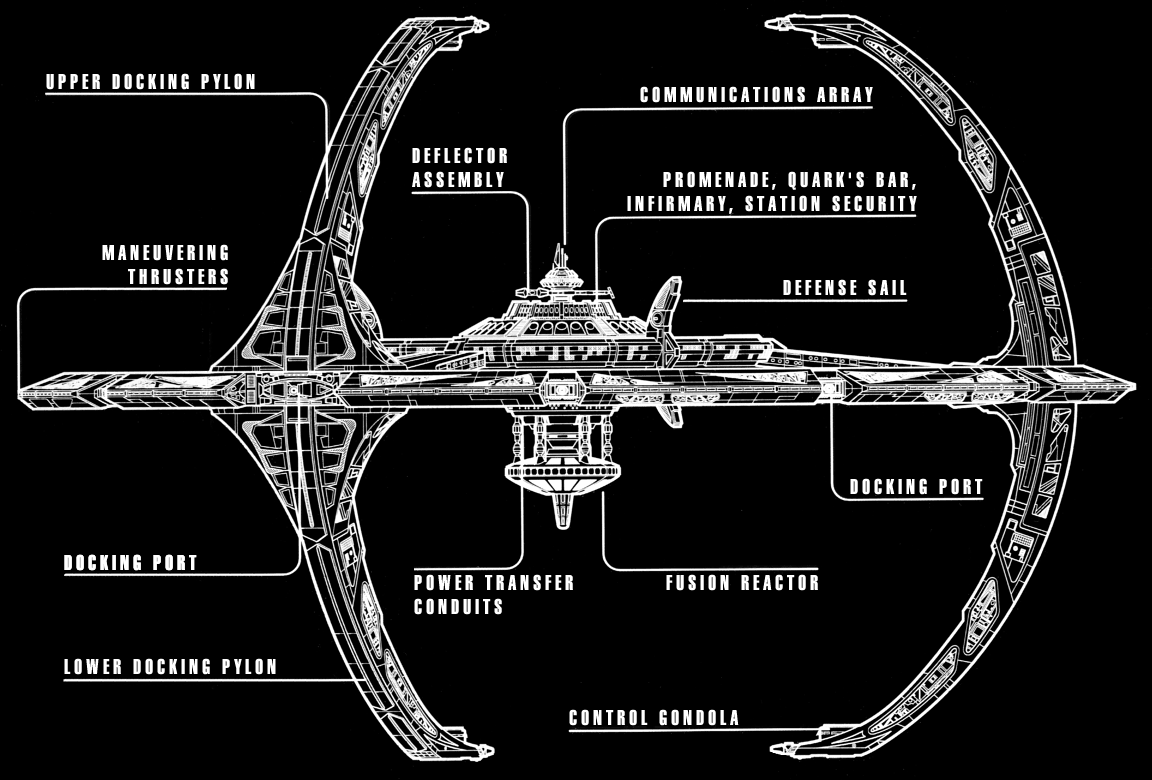 UPPER DOCKING PYLON
COMMUNICATIONS ARRAY
DEFLECTOR
ASSEMBLY
PROMENADE, QUARK'S BAR,
INFIRMARY, STATION SECURITY
MANEUVERING
THRUSTERS
DEFENSE SAIL
DOCKING PORT
DOCKING PORT
POWER TRANSFER
CONDUITS
FUSION REACTOR
LOWER DOCKING PYLON
CONTROL GONDOLA